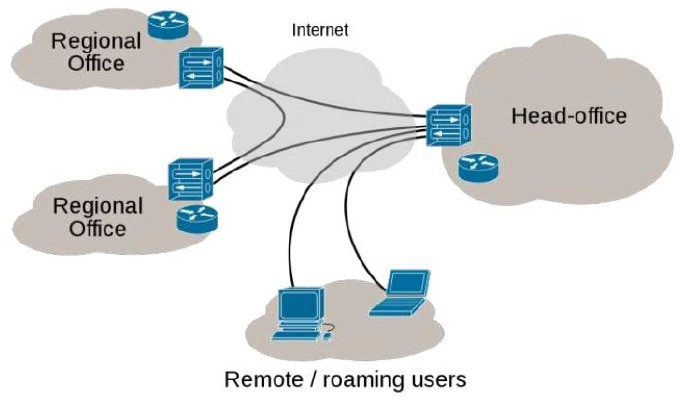 Internet
Regional
Office
Head-office
Regional
Office
Remote / roaming users